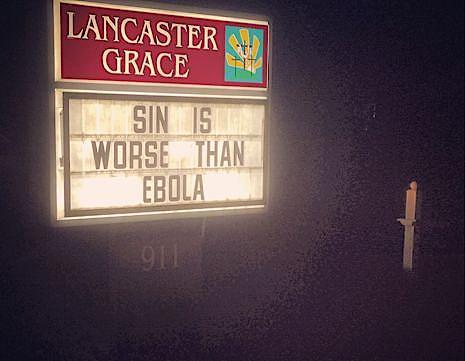 LANCASTER
GRACE
SIN IS
WORSE THAN
EBOLA
911